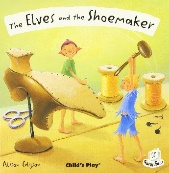 The Elves and the Shoemaker
Alison Edgson
Child's Play®